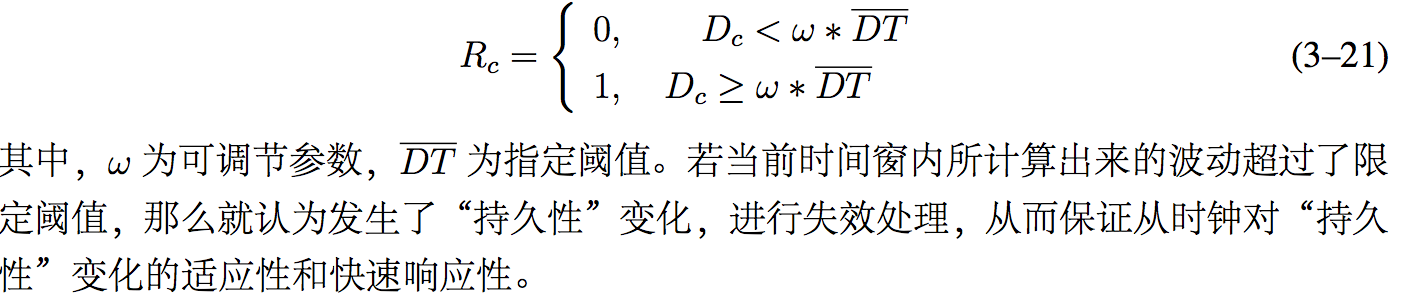 R_c = { 0, D_c < ω * \overline{DT}
1, D_c ≥ ω * \overline{DT} (3–21)
其中，ω 为可调节参数，\overline{DT} 为指定阈值。若当前时间窗内所计算出来的波动超过了限
定阈值，那么就认为发生了“持久性”变化，进行失效处理，从而保证从时钟对“持久
性”变化的适应性和快速响应性。